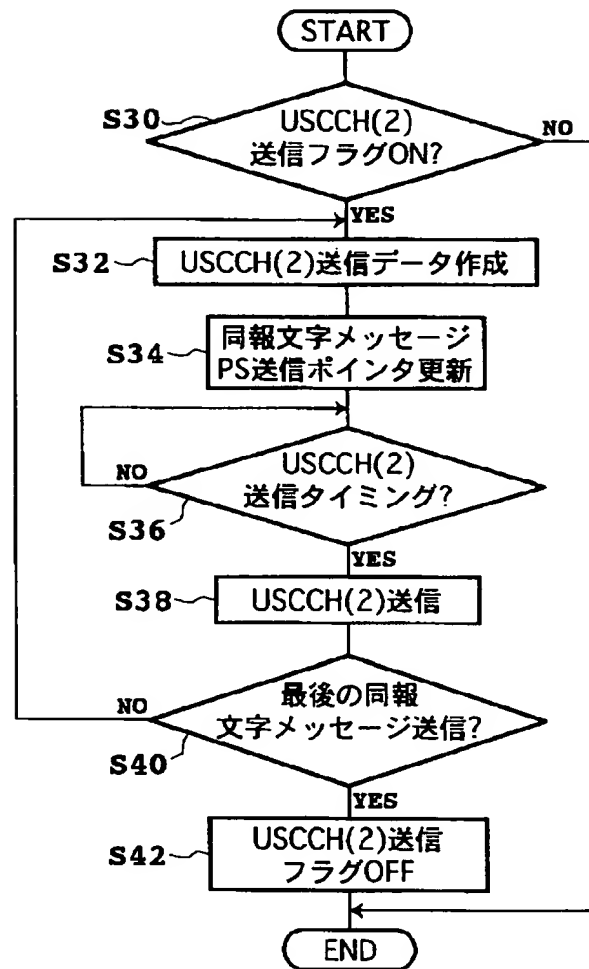 START
S30
USCCH(2)
送信フラグON?
NO
YES
S32
USCCH(2)送信データ作成
S34
同報文字メッセージ
PS送信ポインタ更新
NO
USCCH(2)
送信タイミング?
S36
YES
S38
USCCH(2)送信
NO
最後の同報
文字メッセージ送信?
S40
YES
S42
USCCH(2)送信
フラグOFF
END